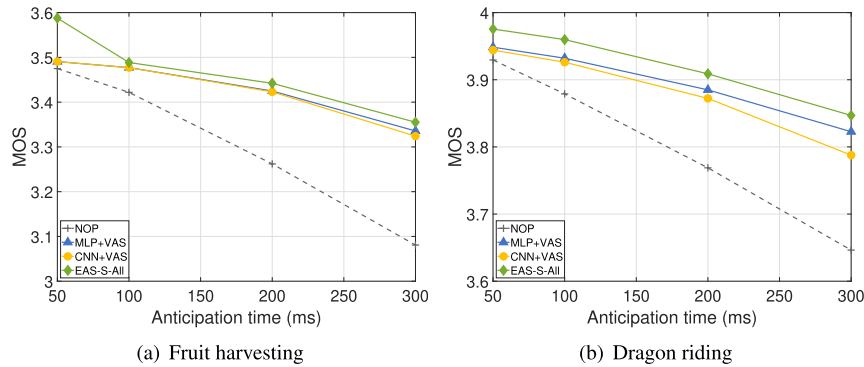 3.6
3.5
3.4
3.3
3.2
3.1
3
MOS
NOP
MLP+VAS
CNN+VAS
EAS-S-All
50 100 150 200 250 300
Anticipation time (ms)
(a) Fruit harvesting
4
3.9
3.8
3.7
3.6
MOS
NOP
MLP+VAS
CNN+VAS
EAS-S-All
50 100 150 200 250 300
Anticipation time (ms)
(b) Dragon riding